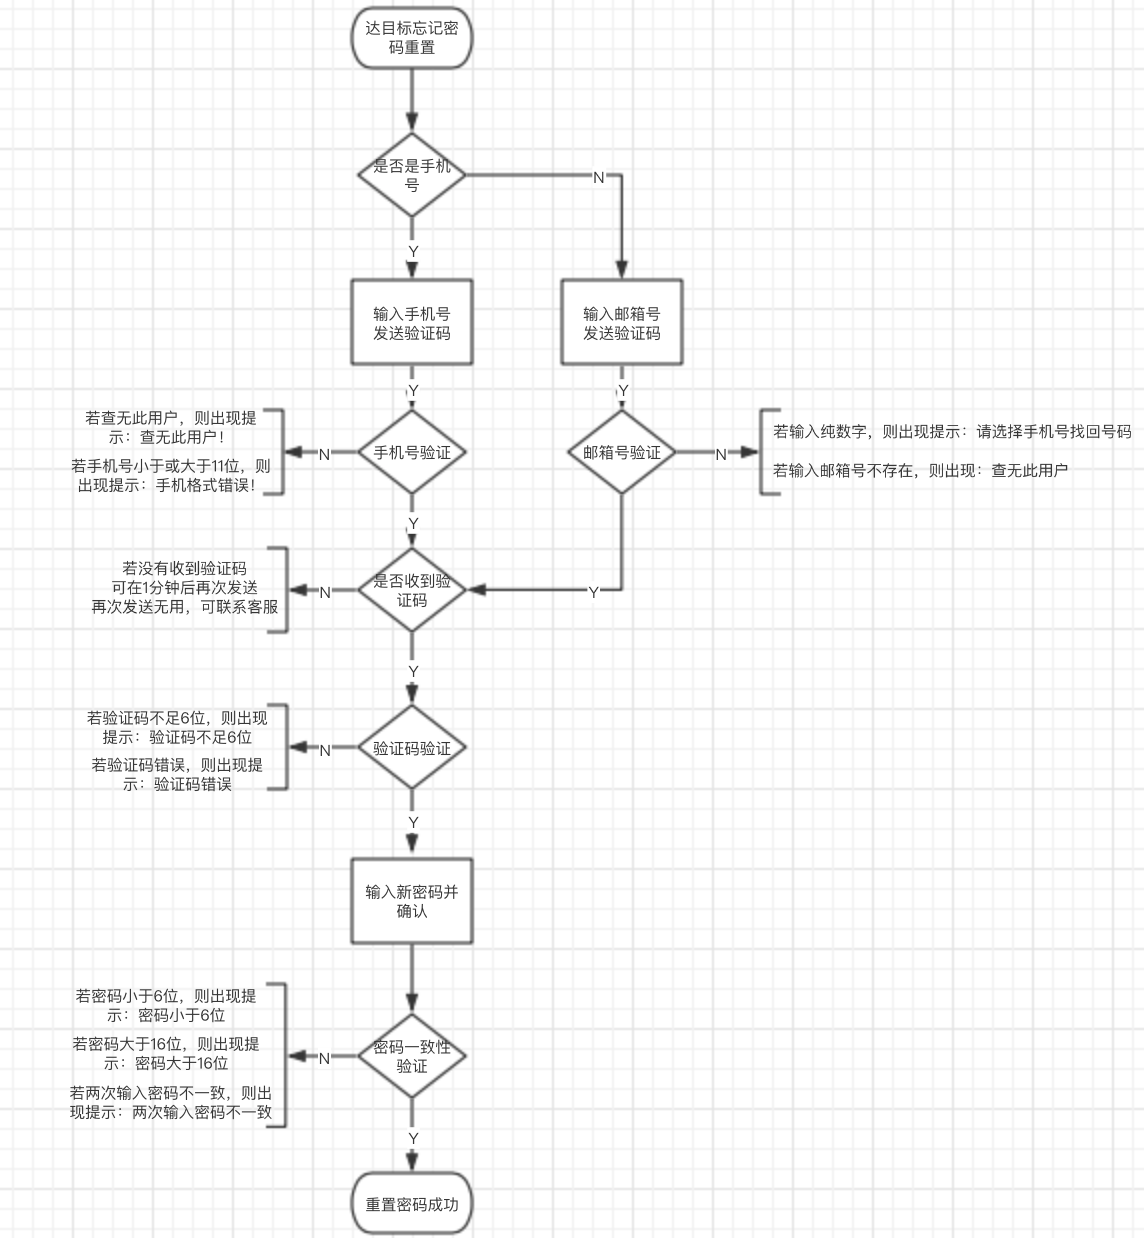 达目标忘记密
码重置
是否是手机
号
N
Y
输入手机号
发送验证码
输入邮箱号
发送验证码
Y
Y
若查无此用户，则出现提
示：查无此用户！
若手机号小于或大于11位，则
出现提示：手机格式错误！
N
手机号验证
邮箱号验证
N
若输入纯数字，则出现提示：请选择手机号找回号码
若输入邮箱号不存在，则出现：查无此用户
Y
若没有收到验证码
可在1分钟后再次发送
再次发送无用，可联系客服
N
是否收到验
证码
Y
Y
若验证码不足6位，则出现
提示：验证码不足6位
若验证码错误，则出现提
示：验证码错误
N
验证码验证
Y
输入新密码并
确认
若密码小于6位，则出现提
示：密码小于6位
若密码大于16位，则出现提
示：密码大于16位
若两次输入密码不一致，则出
现提示：两次输入密码不一致
N
密码一致性
验证
Y
重置密码成功